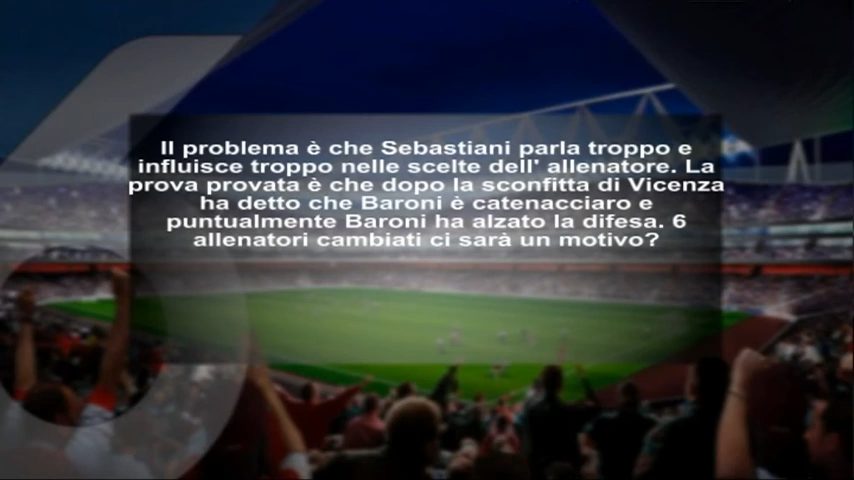 Il problema è che Sebastiani parla troppo e
influisce troppo nelle scelte dell' allenatore. La
prova provata è che dopo la sconfitta di Vicenza
ha detto che Baroni è catenacciaro e
puntualmente Baroni ha alzato la difesa. 6
allenatori cambiati ci sarà un motivo?